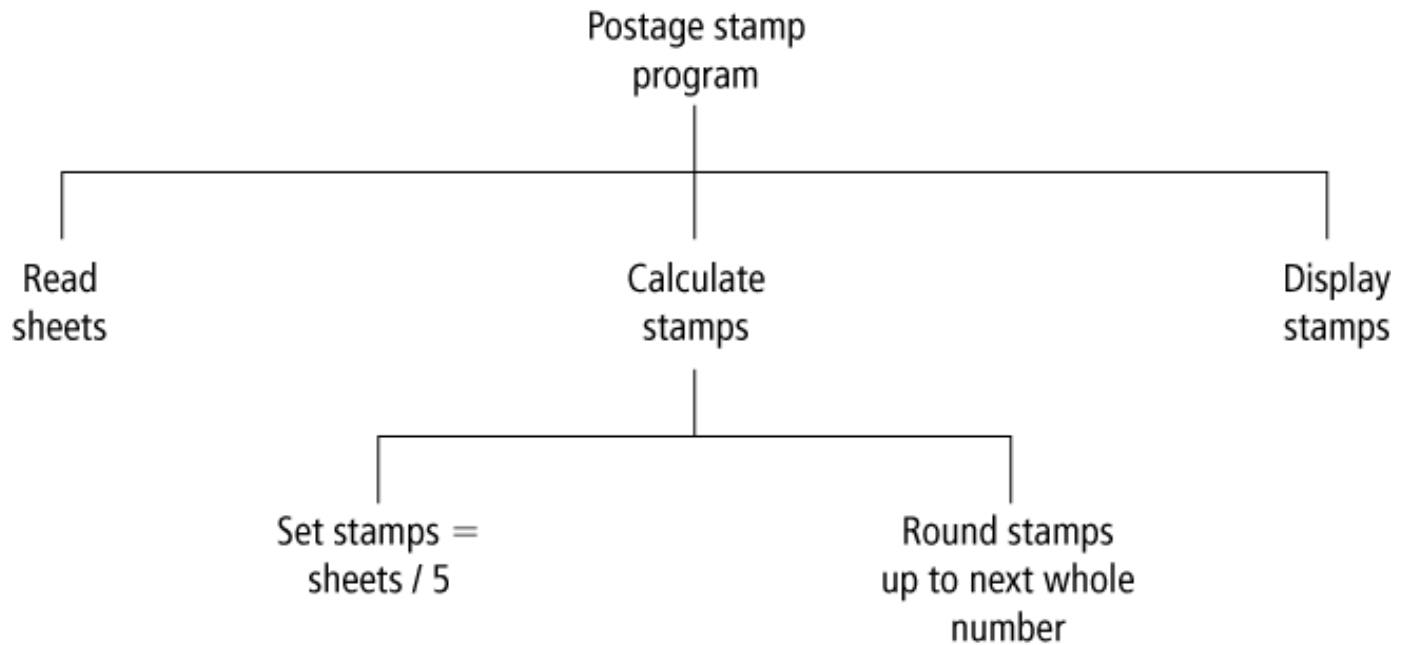 Postage stamp
program
Read
sheets
Calculate
stamps
Display
stamps
Set stamps =
sheets / 5
Round stamps
up to next whole
number